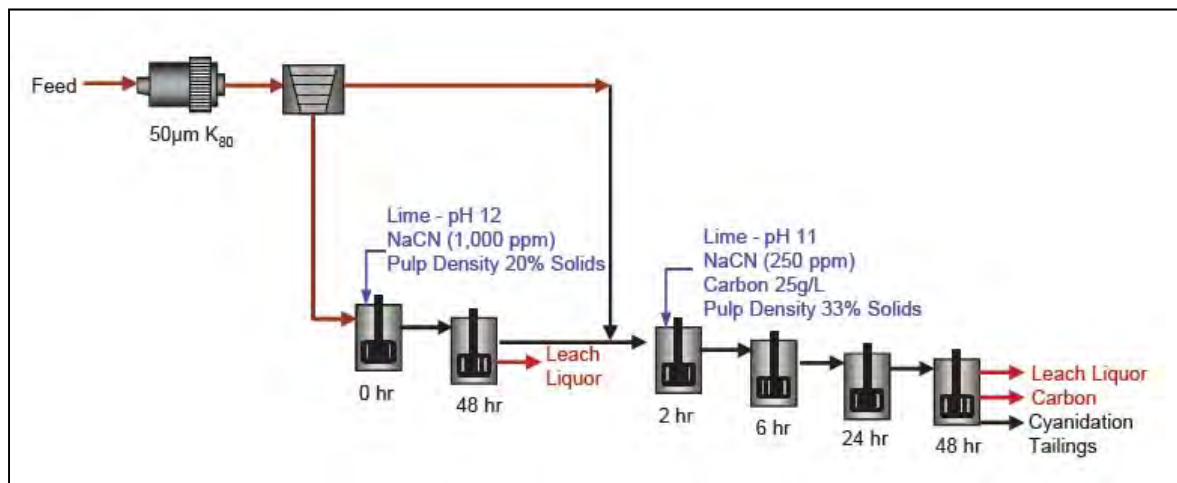 Feed
50µm K80
Lime - pH 12
NaCN (1,000 ppm)
Pulp Density 20% Solids
Lime - pH 11
NaCN (250 ppm)
Carbon 25g/L
Pulp Density 33% Solids
0 hr
48 hr
Leach
Liquor
2 hr
6 hr
24 hr
48 hr
Leach Liquor
Carbon
Cyanidation
Tailings